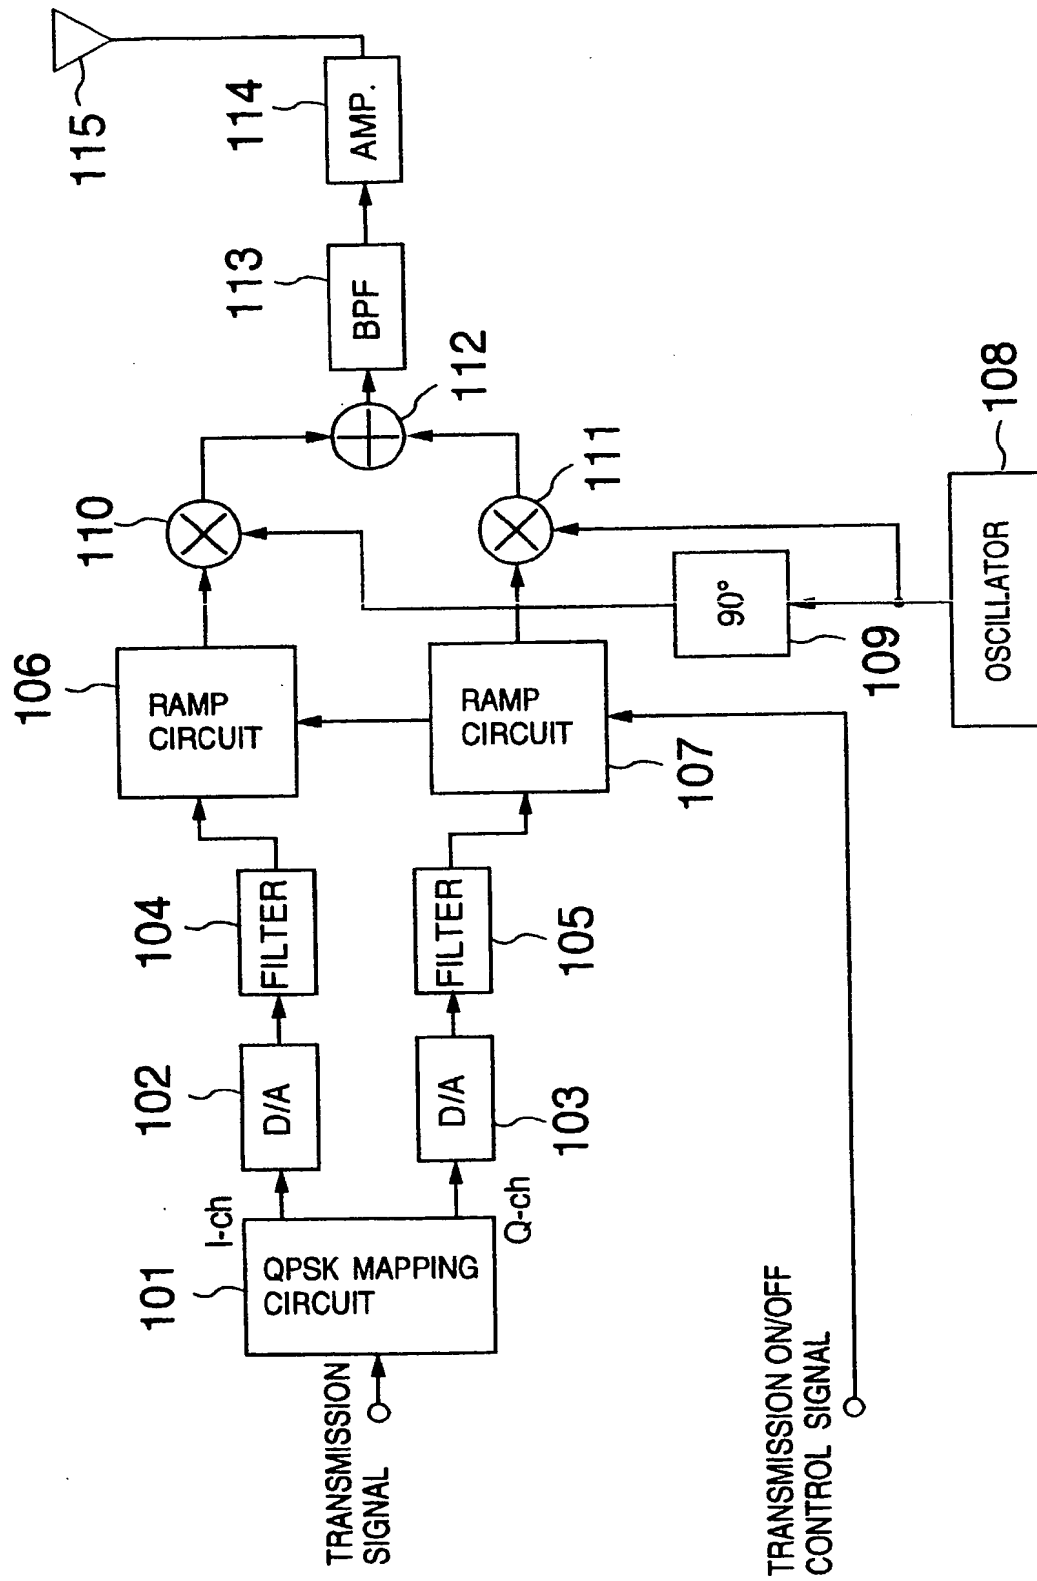 115
114
AMP.
113
BPF
112
110
111
108
OSCILLATOR
90°
109
106
RAMP
CIRCUIT
RAMP
CIRCUIT
107
104
FILTER
FILTER
105
102
D/A
D/A
103
I-ch
Q-ch
101
QPSK MAPPING
CIRCUIT
TRANSMISSION
SIGNAL
TRANSMISSION ON/OFF
CONTROL SIGNAL